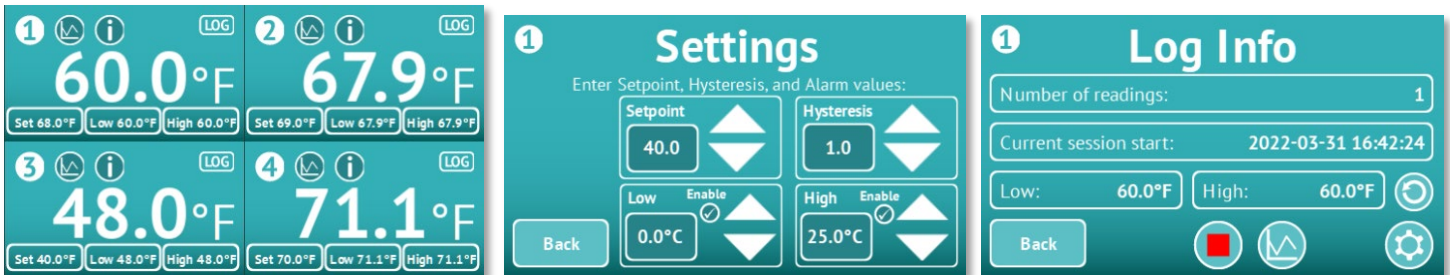 1 i LOG
60.0°F
Set 68.0°F Low 60.0°F High 60.0°F
2 i LOG
67.9°F
Set 69.0°F Low 67.9°F High 67.9°F
3 i LOG
48.0°F
Set 40.0°F Low 48.0°F High 48.0°F
4 i LOG
71.1°F
Set 70.0°F Low 71.1°F High 71.1°F
1 Settings
Enter Setpoint, Hysteresis, and Alarm values:
Setpoint
40.0
Hysteresis
1.0
Low Enable
0.0°C
High Enable
25.0°C
Back
1 Log Info
Number of readings: 1
Current session start: 2022-03-31 16:42:24
Low: 60.0°F High: 60.0°F
Back